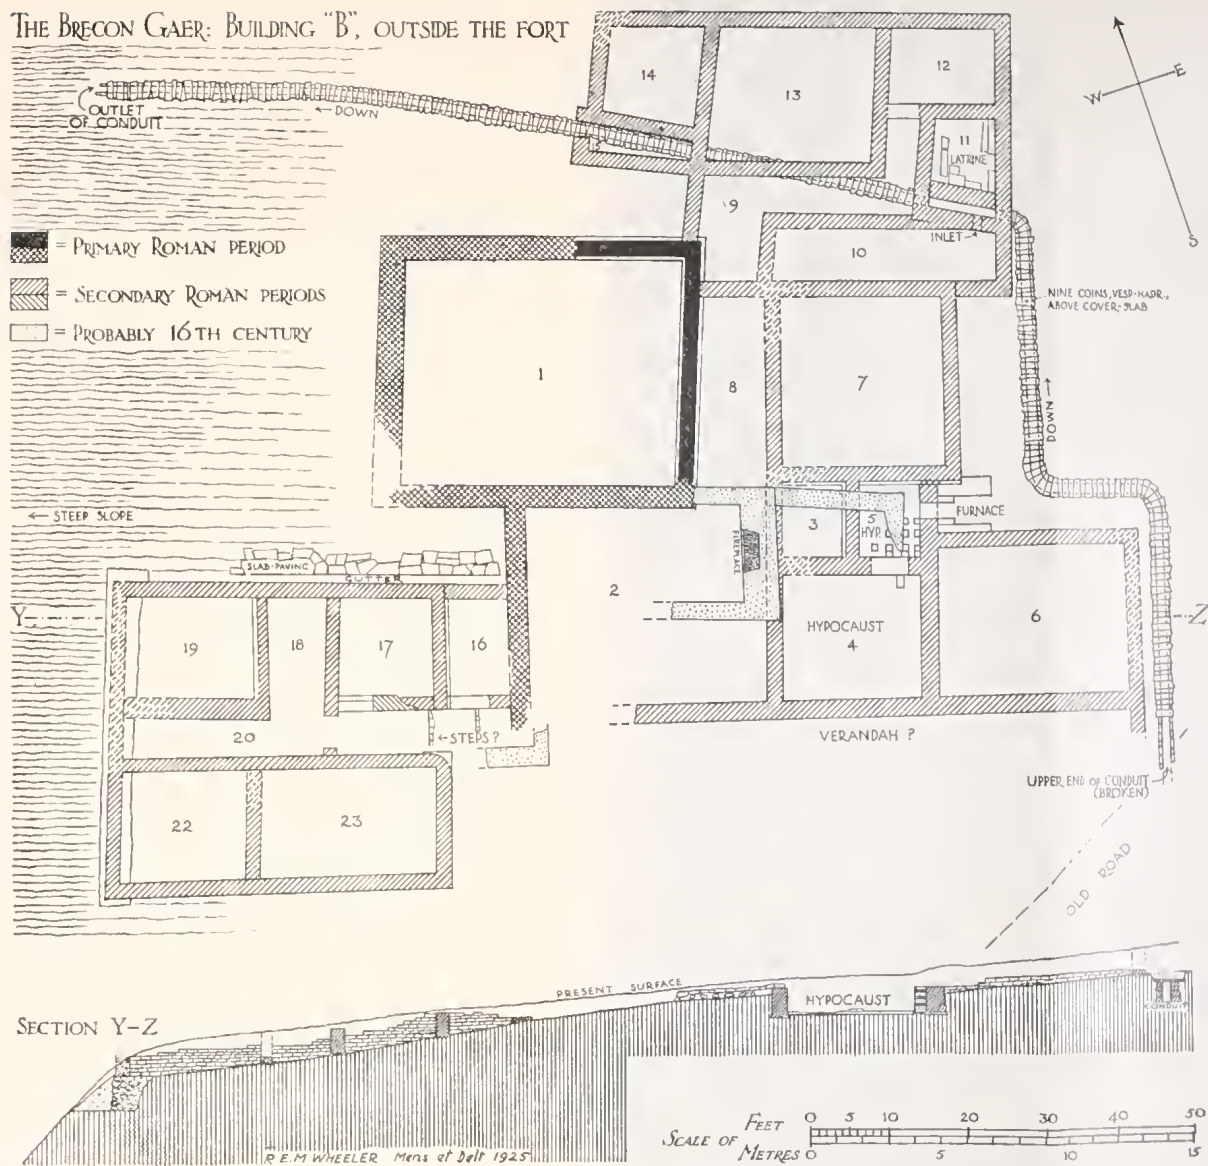 THE BRECON GAER: BUILDING "B", OUTSIDE THE FORT
OUTLET
OF CONDUIT
← DOWN
14
13
12
11
LATRINE
W
E
S
9
10
INLET
= PRIMARY ROMAN PERIOD
= SECONDARY ROMAN PERIODS
= PROBABLY 16TH CENTURY
NINE COINS, VESP-HADR.,
ABOVE COVER-SLAB
1
8
7
DOWN →
← STEEP SLOPE
3
5
HYP.
FURNACE
FIREPLACE
SLAB-PAVING
GUTTER
2
Y
Z
19
18
17
16
HYPOCAUST
4
6
20
← STEPS?
VERANDAH ?
22
23
UPPER END OF CONDUIT
(BROKEN)
OLD ROAD
SECTION Y-Z
PRESENT SURFACE
HYPOCAUST
CONDUIT
R.E.M WHEELER Mens et Delt 1925
SCALE OF
FEET
0 5 10 20 30 40 50
METRES 0 5 10 15